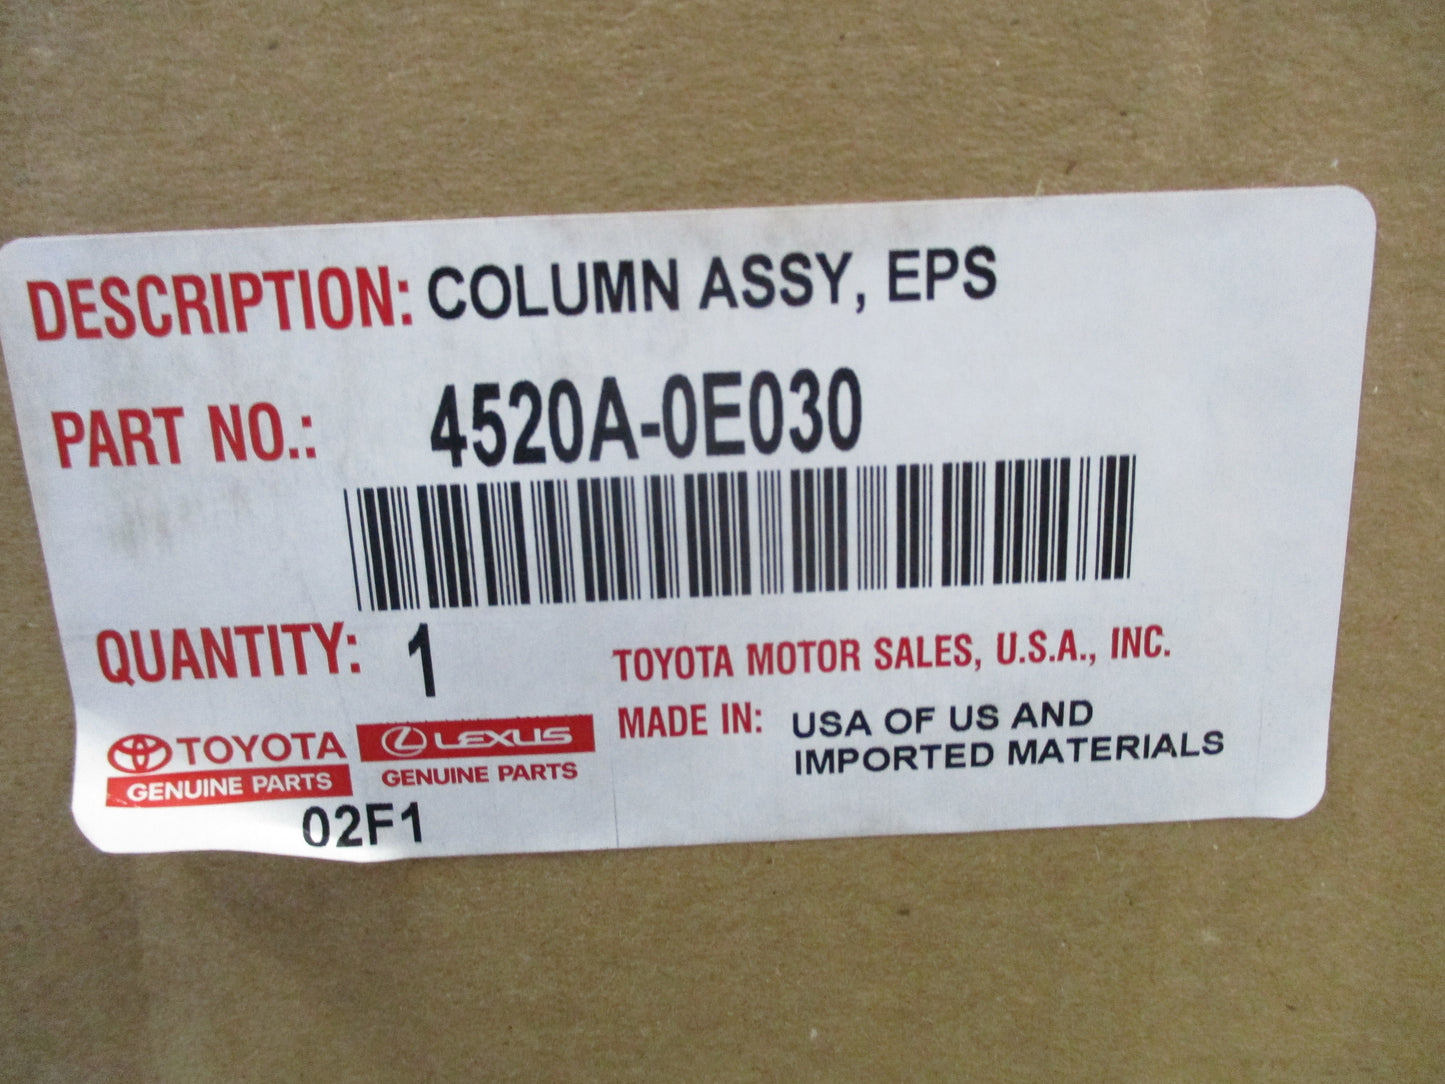 DESCRIPTION: COLUMN ASSY, EPS
PART NO.: 4520A-0E030
QUANTITY: 1
TOYOTA MOTOR SALES, U.S.A., INC.
MADE IN: USA OF US AND
IMPORTED MATERIALS
TOYOTA
GENUINE PARTS
LEXUS
GENUINE PARTS
02F1